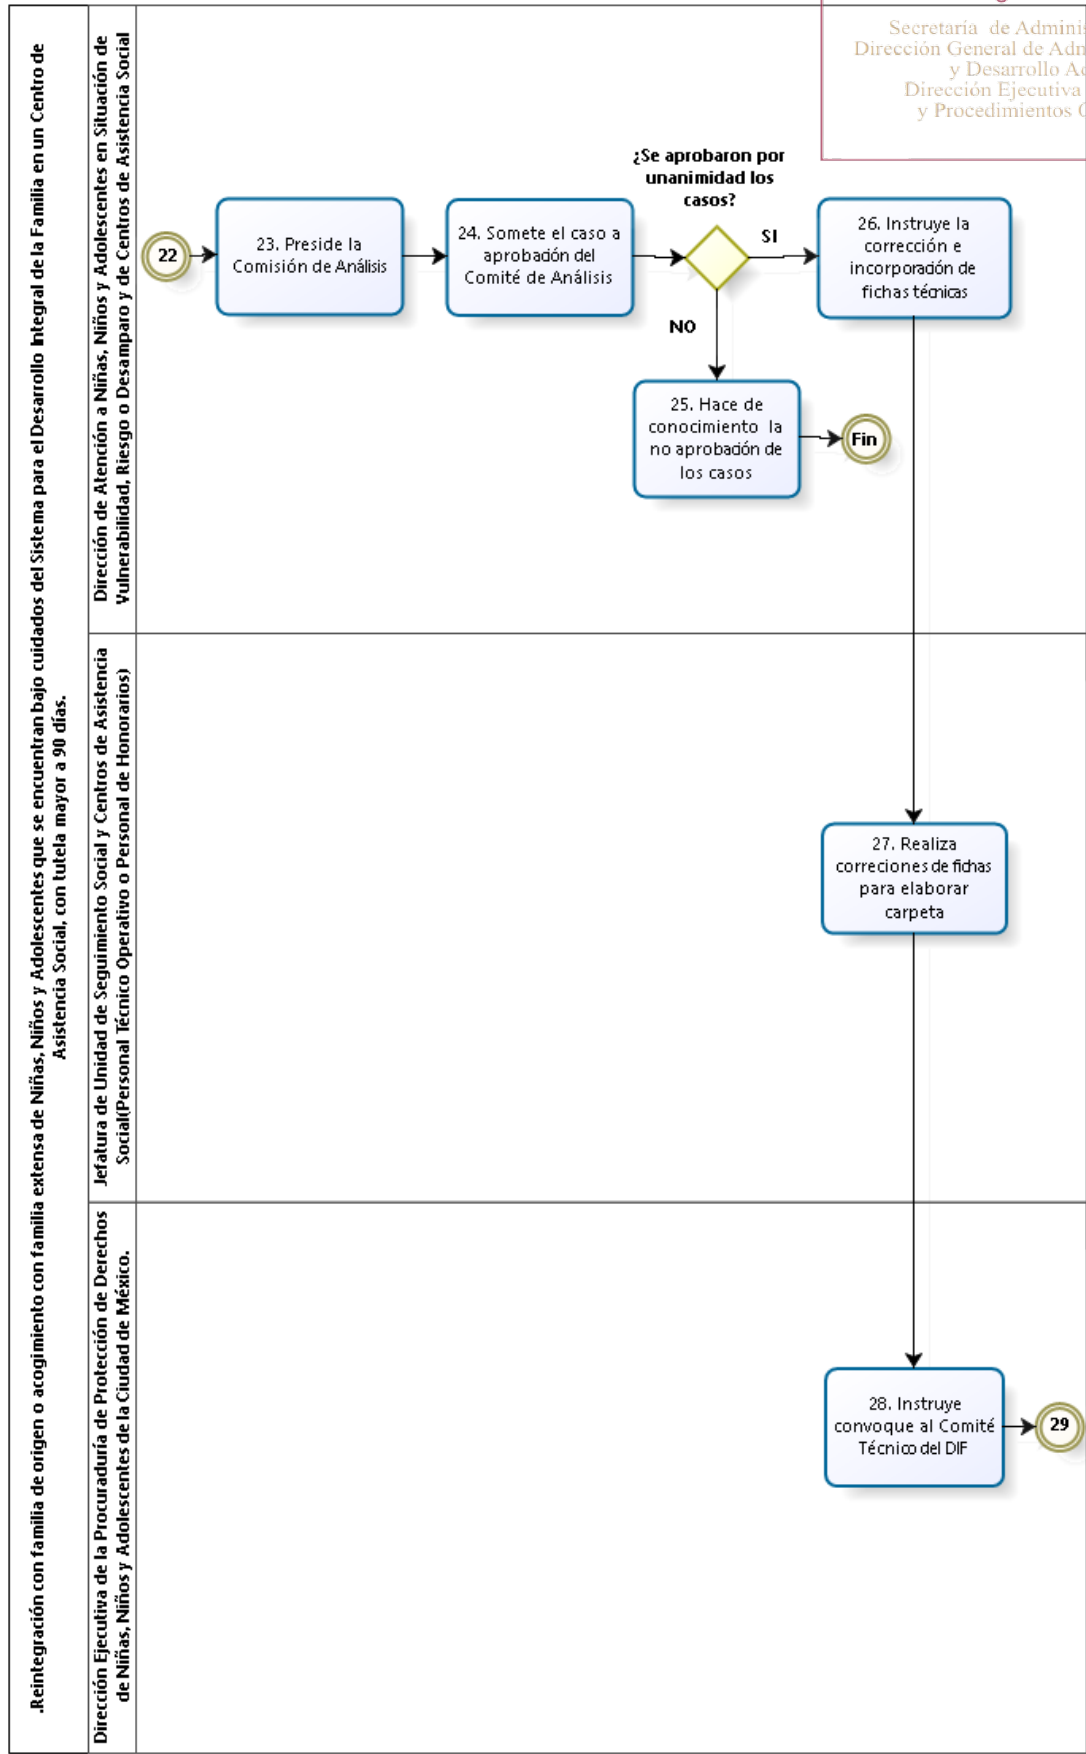 .Reintegración con familia de origen o acogimiento con familia extensa de Niñas, Niños y Adolescentes que se encuentran bajo cuidados del Sistema para el Desarrollo Integral de la Familia en un Centro de
Asistencia Social, con tutela mayor a 90 días.
Secretaría de
Dirección General de
y Desarrollo
Dirección Ejecutiva
y Procedimientos
Dirección de Atención a Niñas, Niños y Adolescentes en Situación de
Vulnerabilidad, Riesgo o Desamparo y de Centros de Asistencia Social
22
23. Preside la
Comisión de Análisis
24. Somete el caso a
aprobación del
Comité de Análisis
¿Se aprobaron por
unanimidad los
casos?
SI
NO
26. Instruye la
corrección e
incorporación de
fichas técnicas
25. Hace de
conocimiento la
no aprobación de
los casos
Fin
Jefatura de Unidad de Seguimiento Social y Centros de Asistencia
Social(Personal Técnico Operativo o Personal de Honorarios)
27. Realiza
correciones de fichas
para elaborar
carpeta
Dirección Ejecutiva de la Procuraduría de Protección de Derechos
de Niñas, Niños y Adolescentes de la Ciudad de México.
28. Instruye
convoque al Comité
Técnico del DIF
29